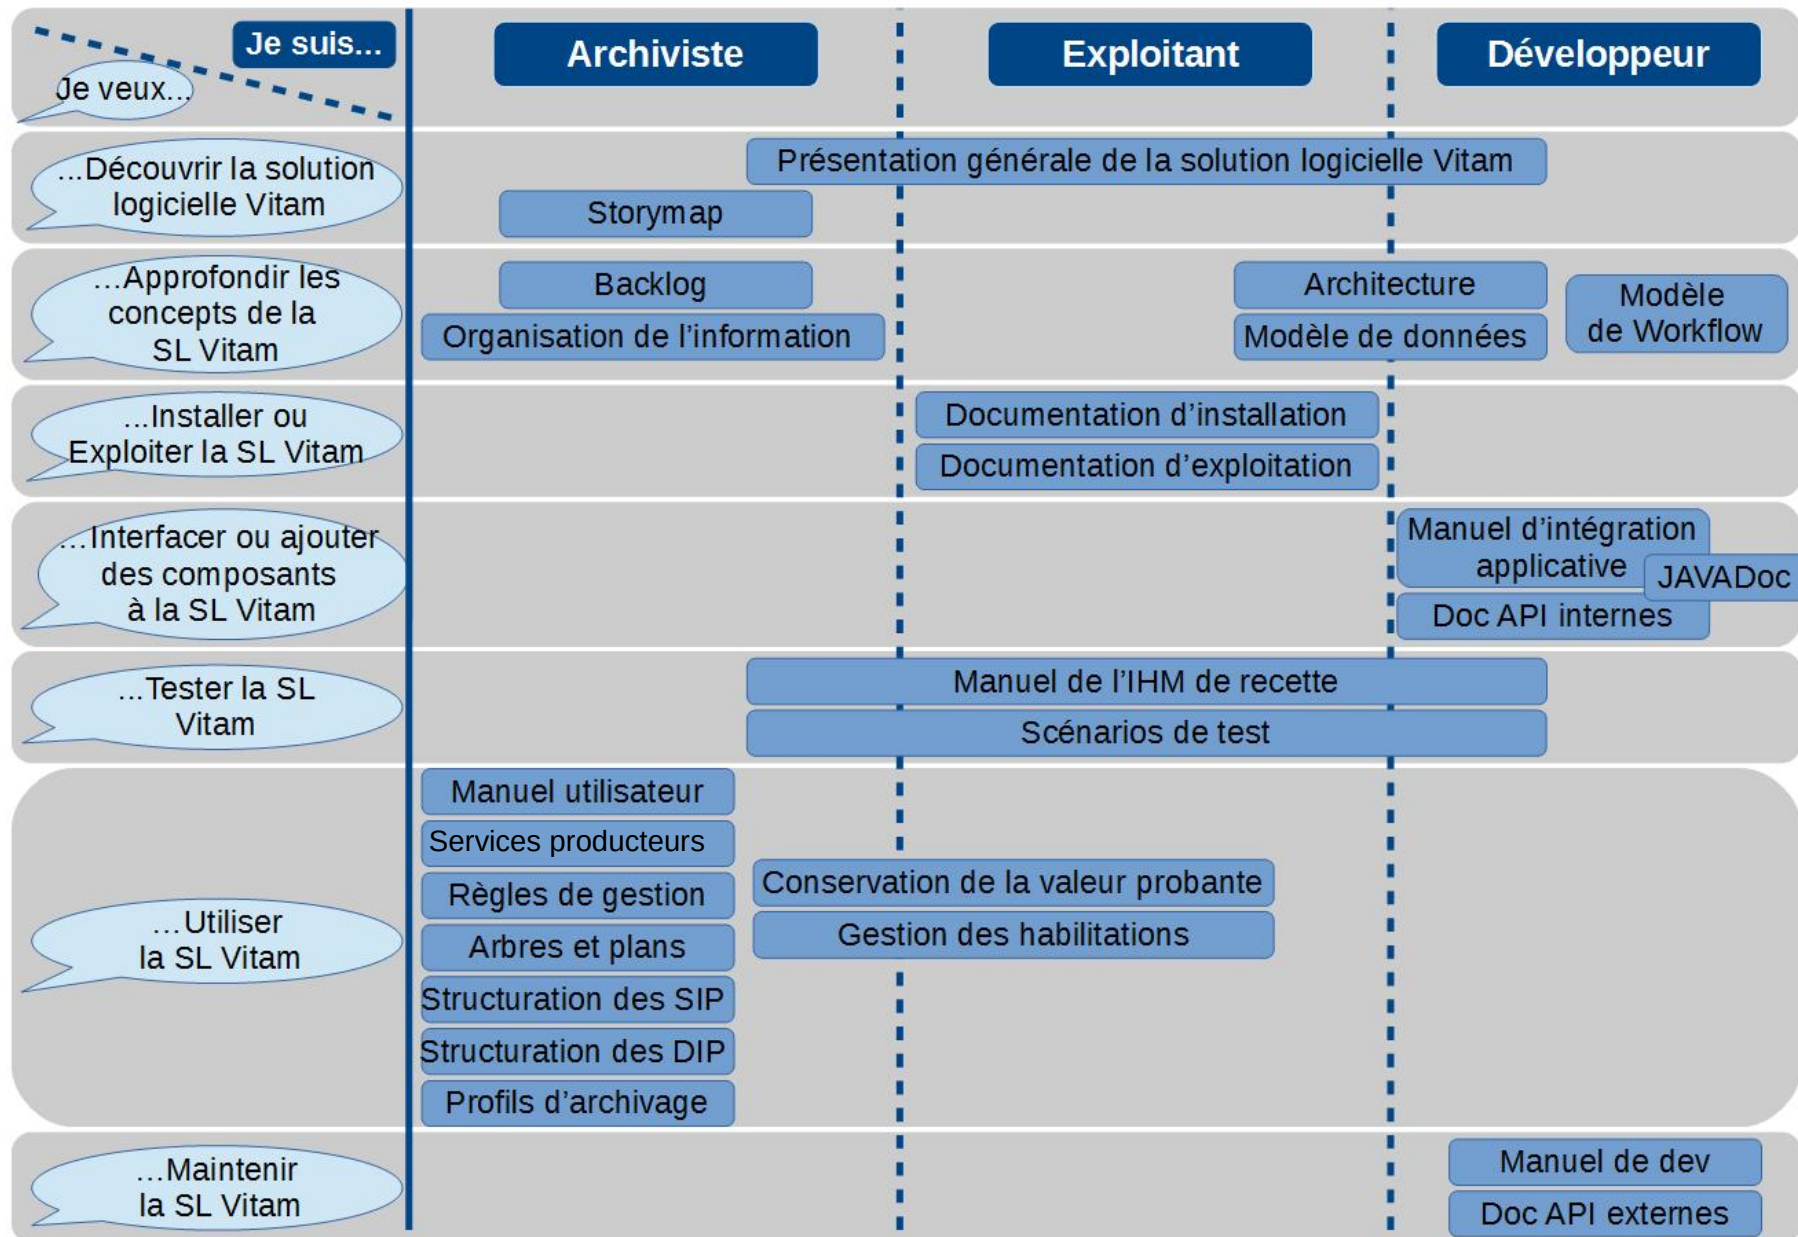 Je suis...
Archiviste
Exploitant
Développeur
Je veux...
...Découvrir la solution
logicielle Vitam
Présentation générale de la solution logicielle Vitam
Storymap
...Approfondir les
concepts de la
SL Vitam
Backlog
Organisation de l'information
Architecture
Modèle de données
Modèle
de Workflow
...Installer ou
Exploiter la SL Vitam
Documentation d'installation
Documentation d'exploitation
...Interfacer ou ajouter
des composants
à la SL Vitam
Manuel d'intégration
applicative
JAVADoc
Doc API internes
...Tester la SL
Vitam
Manuel de l'IHM de recette
Scénarios de test
...Utiliser
la SL Vitam
Manuel utilisateur
Services producteurs
Règles de gestion
Arbres et plans
Structuration des SIP
Structuration des DIP
Profils d'archivage
Conservation de la valeur probante
Gestion des habilitations
...Maintenir
la SL Vitam
Manuel de dev
Doc API externes